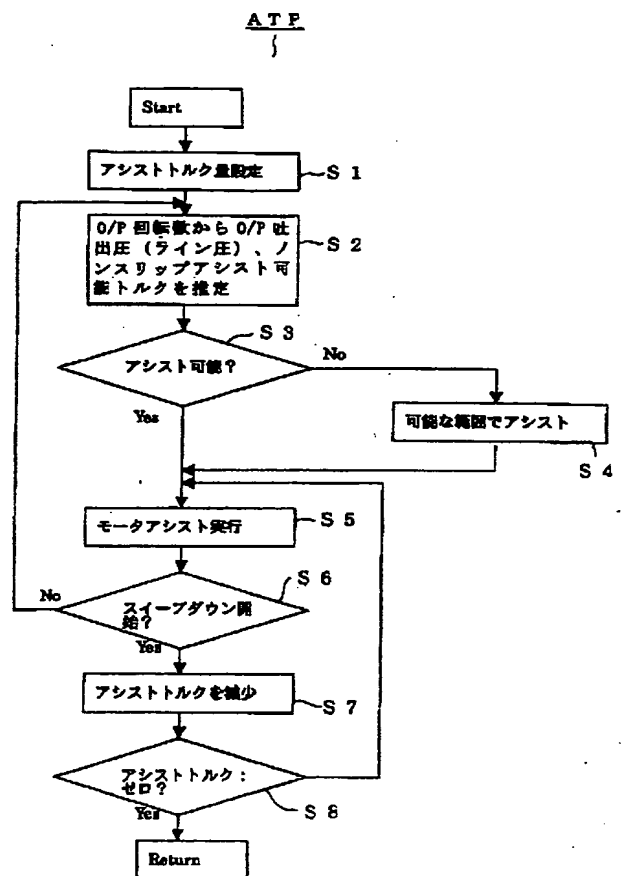 ATP
Start
アシストトルク量設定
S1
O/P 回転数から O/P 吐
出圧（ライン圧）、ノ
ンスリップアシスト可
能トルクを推定
S2
S3
アシスト可能？
No
Yes
可能な範囲でアシスト
S4
モータアシスト実行
S5
S6
スイープダウン開
始？
No
Yes
アシストトルクを減少
S7
アシストトルク：
ゼロ？
S8
Yes
Return